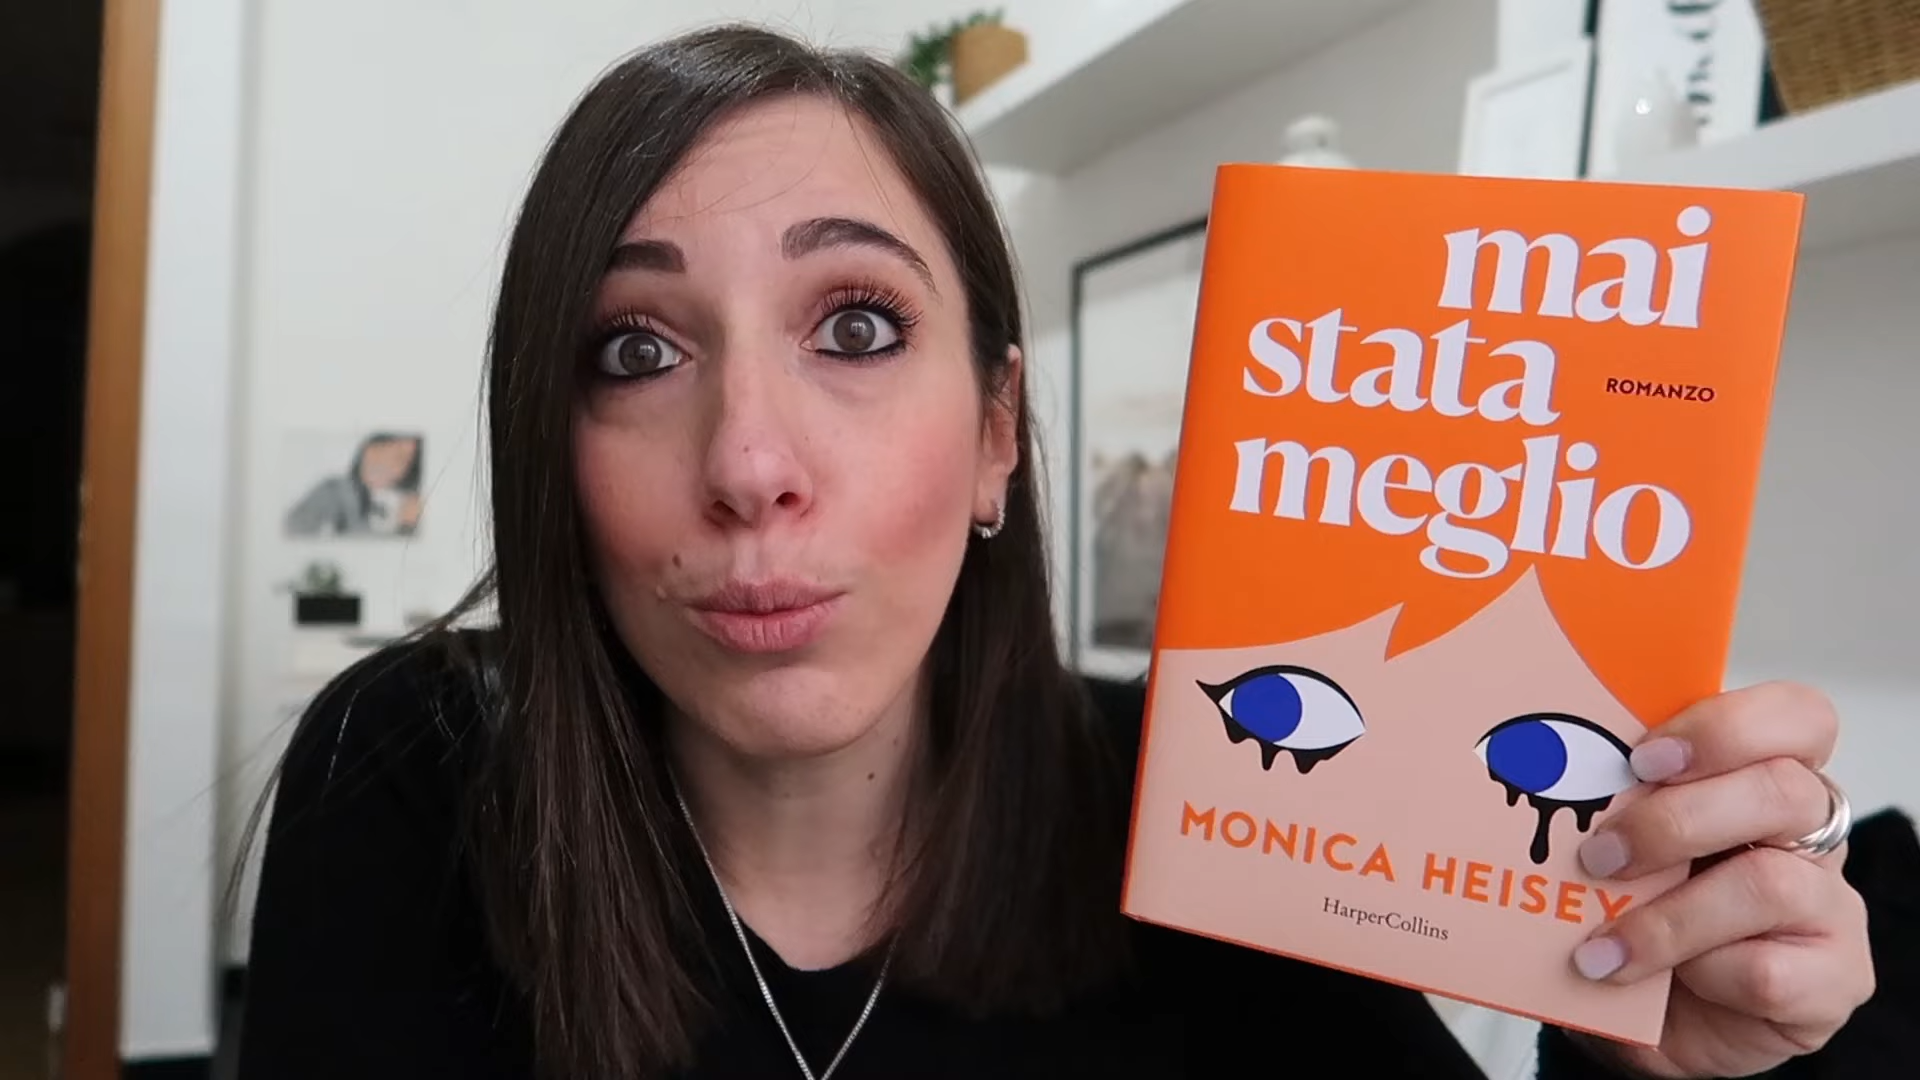 mai
stata
ROMANZO
meglio
MONICA HEISEY
HarperCollins